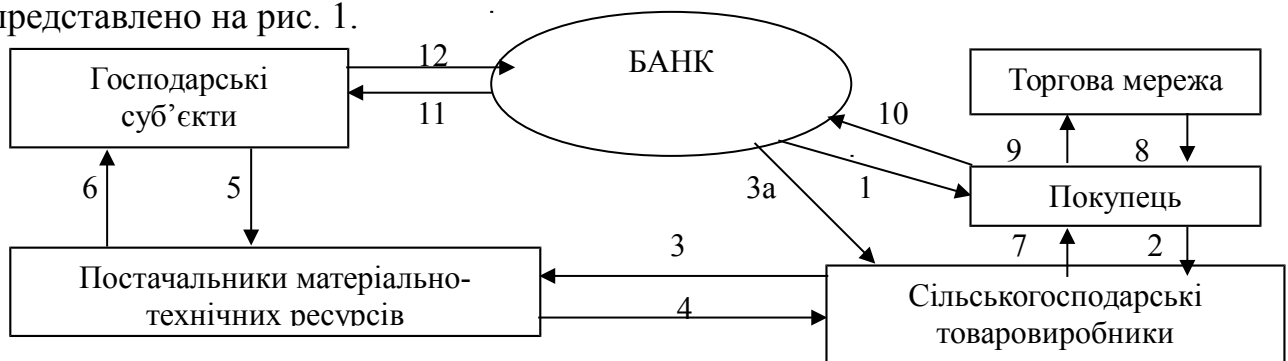 представлено на рис. 1.
12
БАНК
Господарські
суб’єкти
11
Торгова мережа
10
9
8
6
5
3а
1
Покупець
7
2
3
Постачальники матеріально-
технічних ресурсів
4
Сільськогосподарські
товаровиробники